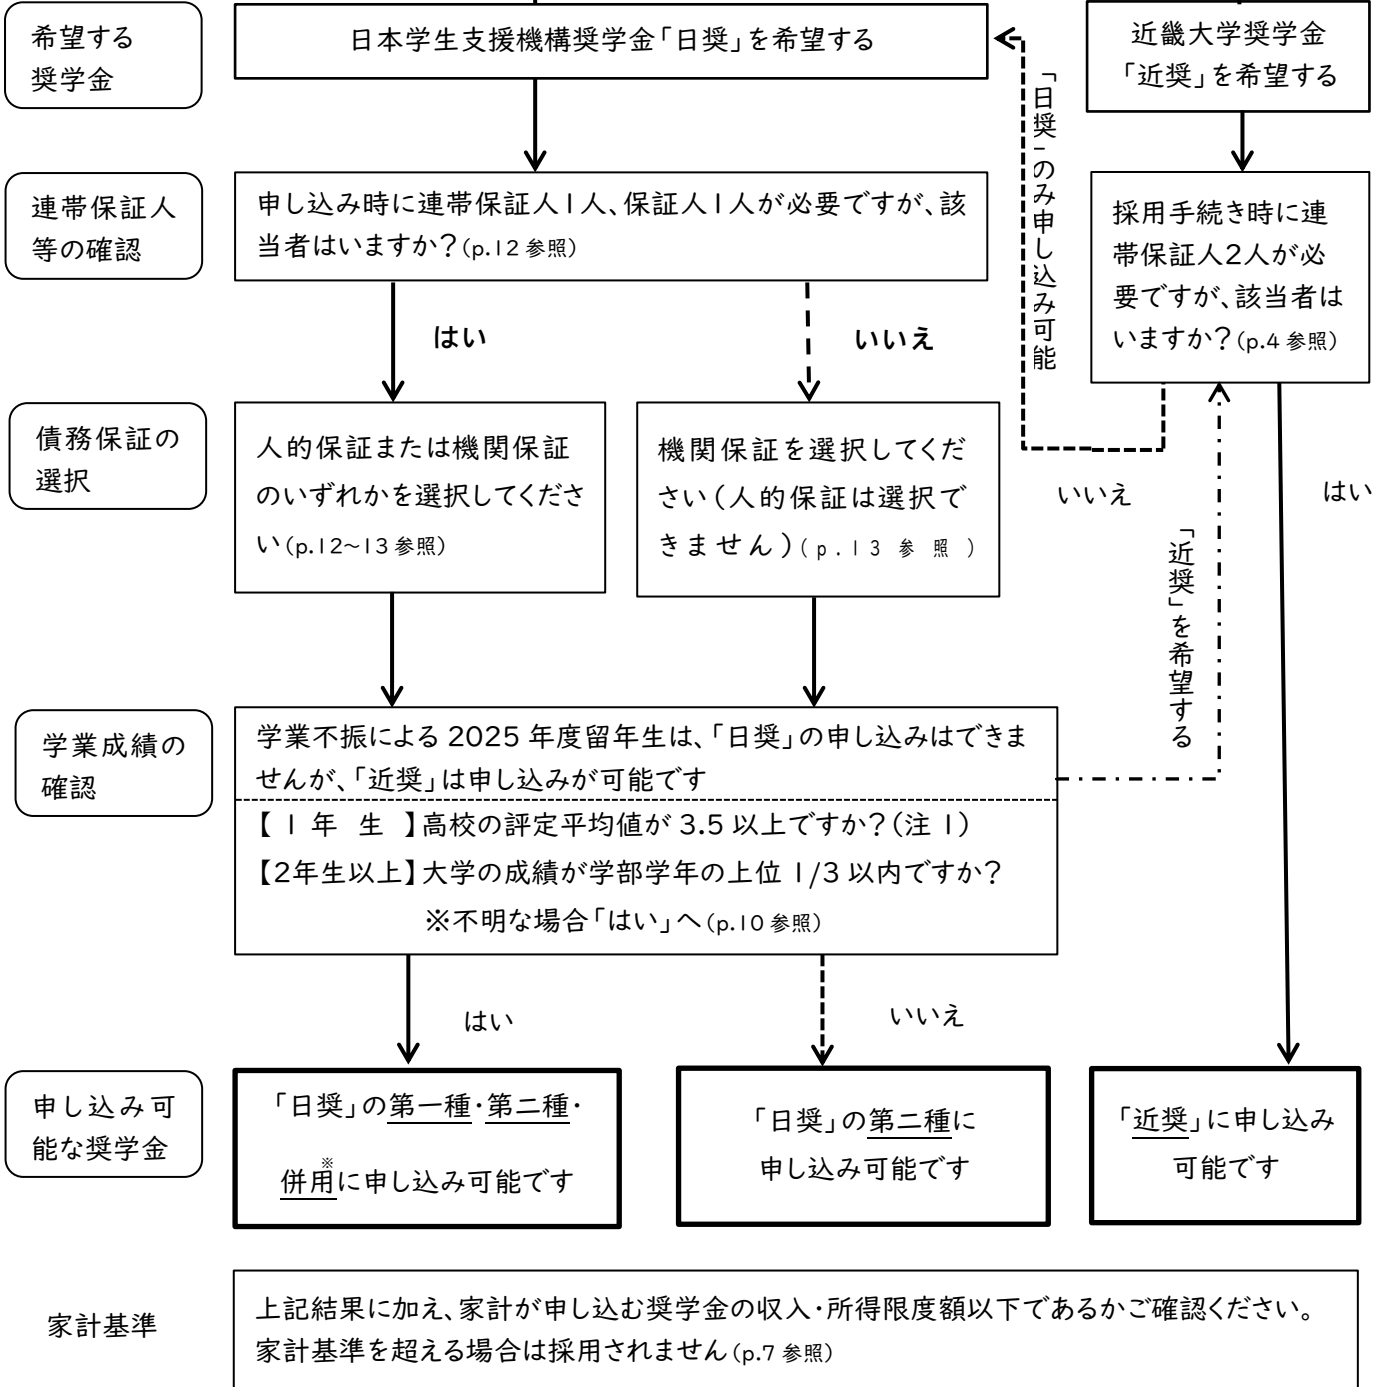 希望する
奨学金
日本学生支援機構奨学金「日奨」を希望する
近畿大学奨学金
「近奨」を希望する
「日奨」のみ申し込み可能
連帯保証人
等の確認
申し込み時に連帯保証人1人、保証人1人が必要ですが、該
当者はいますか?(p.12参照)
採用手続き時に連
帯保証人2人が必
要ですが、該当者は
いますか?(p.4参照)
はい
いいえ
債務保証の
選択
人的保証または機関保証
のいずれかを選択してくださ
い(p.12~13参照)
機関保証を選択してくだ
さい(人的保証は選択で
きません)(p.13参照)
いいえ
はい
「近奨」を希望する
学業成績の
確認
学業不振による 2025 年度留年生は、「日奨」の申し込みはできま
せんが、「近奨」は申し込みが可能です
【1年生】高校の評定平均値が 3.5 以上ですか?(注1)
【2年生以上】大学の成績が学部学年の上位 1/3 以内ですか?
※不明な場合「はい」へ(p.10参照)
はい
いいえ
申し込み可
能な奨学金
「日奨」の第一種・第二種・
併用※に申し込み可能です
「日奨」の第二種に
申し込み可能です
「近奨」に申し込み
可能です
家計基準
上記結果に加え、家計が申し込む奨学金の収入・所得限度額以下であるかご確認ください。
家計基準を超える場合は採用されません(p.7参照)